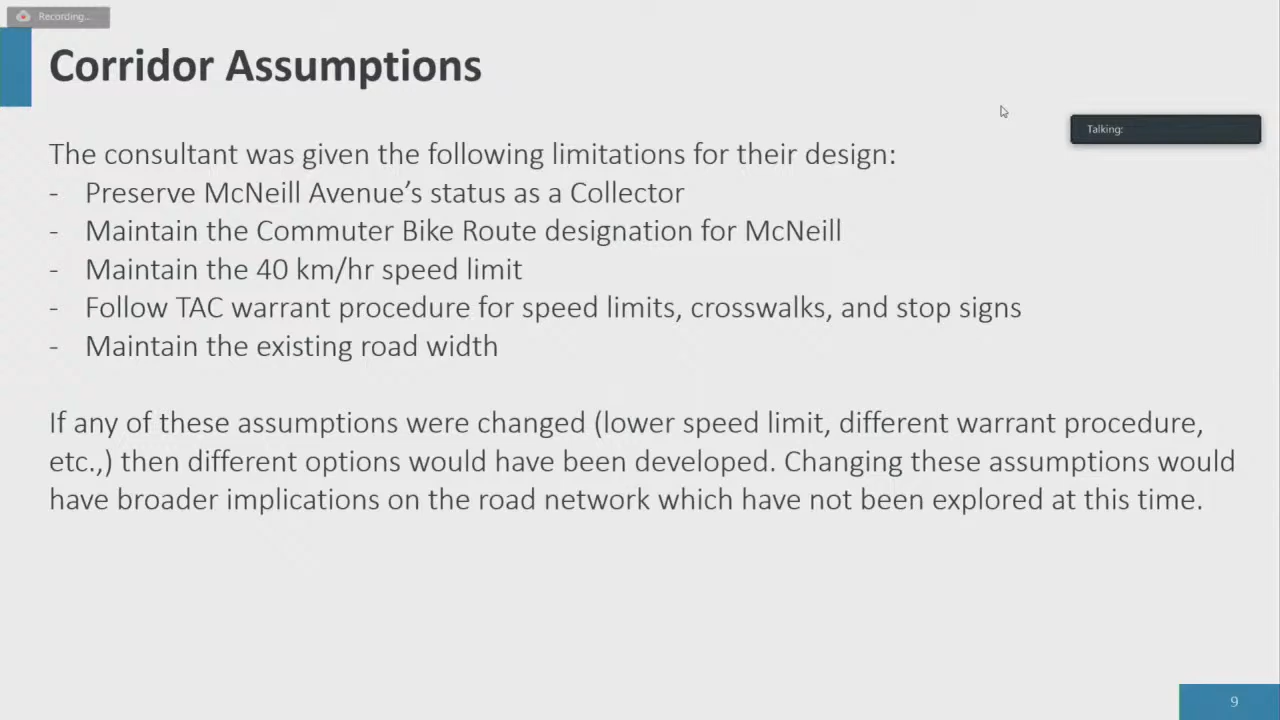 Recording...
Corridor Assumptions
Talking:
The consultant was given the following limitations for their design:
- Preserve McNeill Avenue’s status as a Collector
- Maintain the Commuter Bike Route designation for McNeill
- Maintain the 40 km/hr speed limit
- Follow TAC warrant procedure for speed limits, crosswalks, and stop signs
- Maintain the existing road width
If any of these assumptions were changed (lower speed limit, different warrant procedure,
etc.,) then different options would have been developed. Changing these assumptions would
have broader implications on the road network which have not been explored at this time.
9